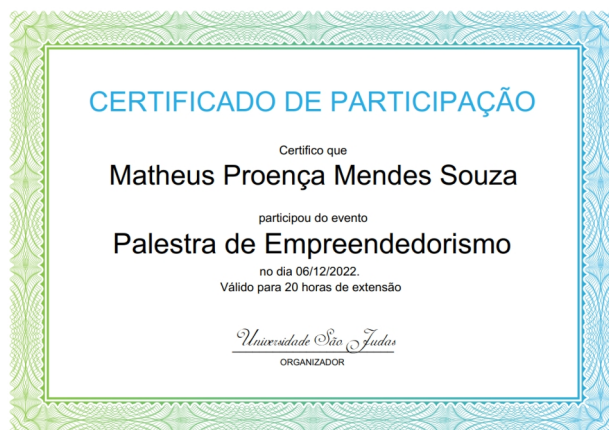 CERTIFICADO DE PARTICIPAÇÃO
Certifico que
Matheus Proença Mendes Souza
participou do evento
Palestra de Empreendedorismo
no dia 06/12/2022.
Válido para 20 horas de extensão
Universidade São Judas
ORGANIZADOR